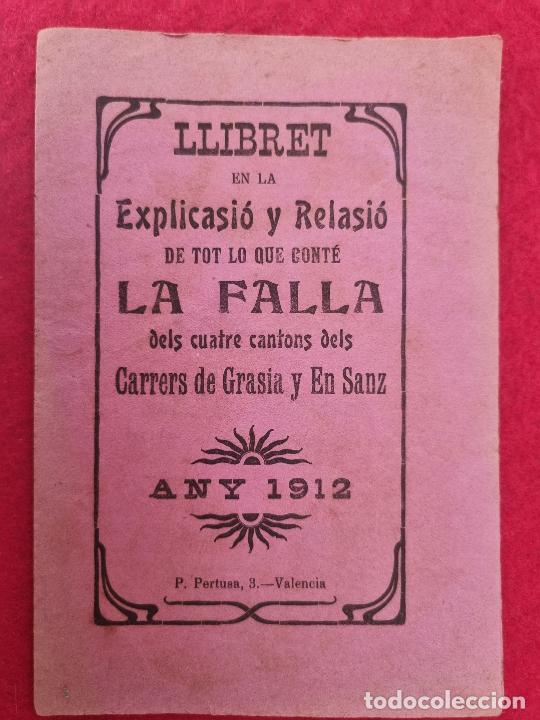 LLIBRET
EN LA
Explicasió y Relasió
DE TOT LO QUE CONTÉ
LA FALLA
dels cuatre cantons dels
Carrers de Grasia y En Sanz
ANY 1912
P. Pertusa, 3.—Valencia
todocoleccion